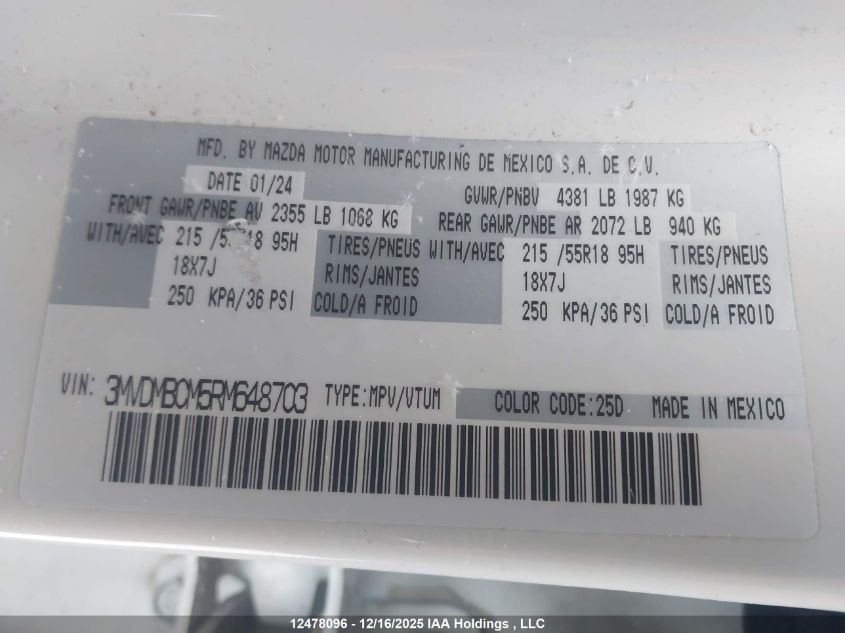 MFD. BY MAZDA MOTOR MANUFACTURING DE MEXICO S.A. DE C.V.
DATE 01/24 GVWR/PNBV 4381 LB 1987 KG
FRONT GAWR/PNBE AV 2355 LB 1068 KG REAR GAWR/PNBE AR 2072 LB 940 KG
WITH/AVEC 215 /55R18 95H TIRES/PNEUS WITH/AVEC 215 /55R18 95H TIRES/PNEUS
18X7J RIMS/JANTES 18X7J RIMS/JANTES
250 KPA/36 PSI COLD/A FROID 250 KPA/36 PSI COLD/A FROID
VIN: 3MVDMBCM5RM648703 TYPE:MPV/VTUM COLOR CODE:25D MADE IN MEXICO
12478096 - 12/16/2025 IAA Holdings , LLC